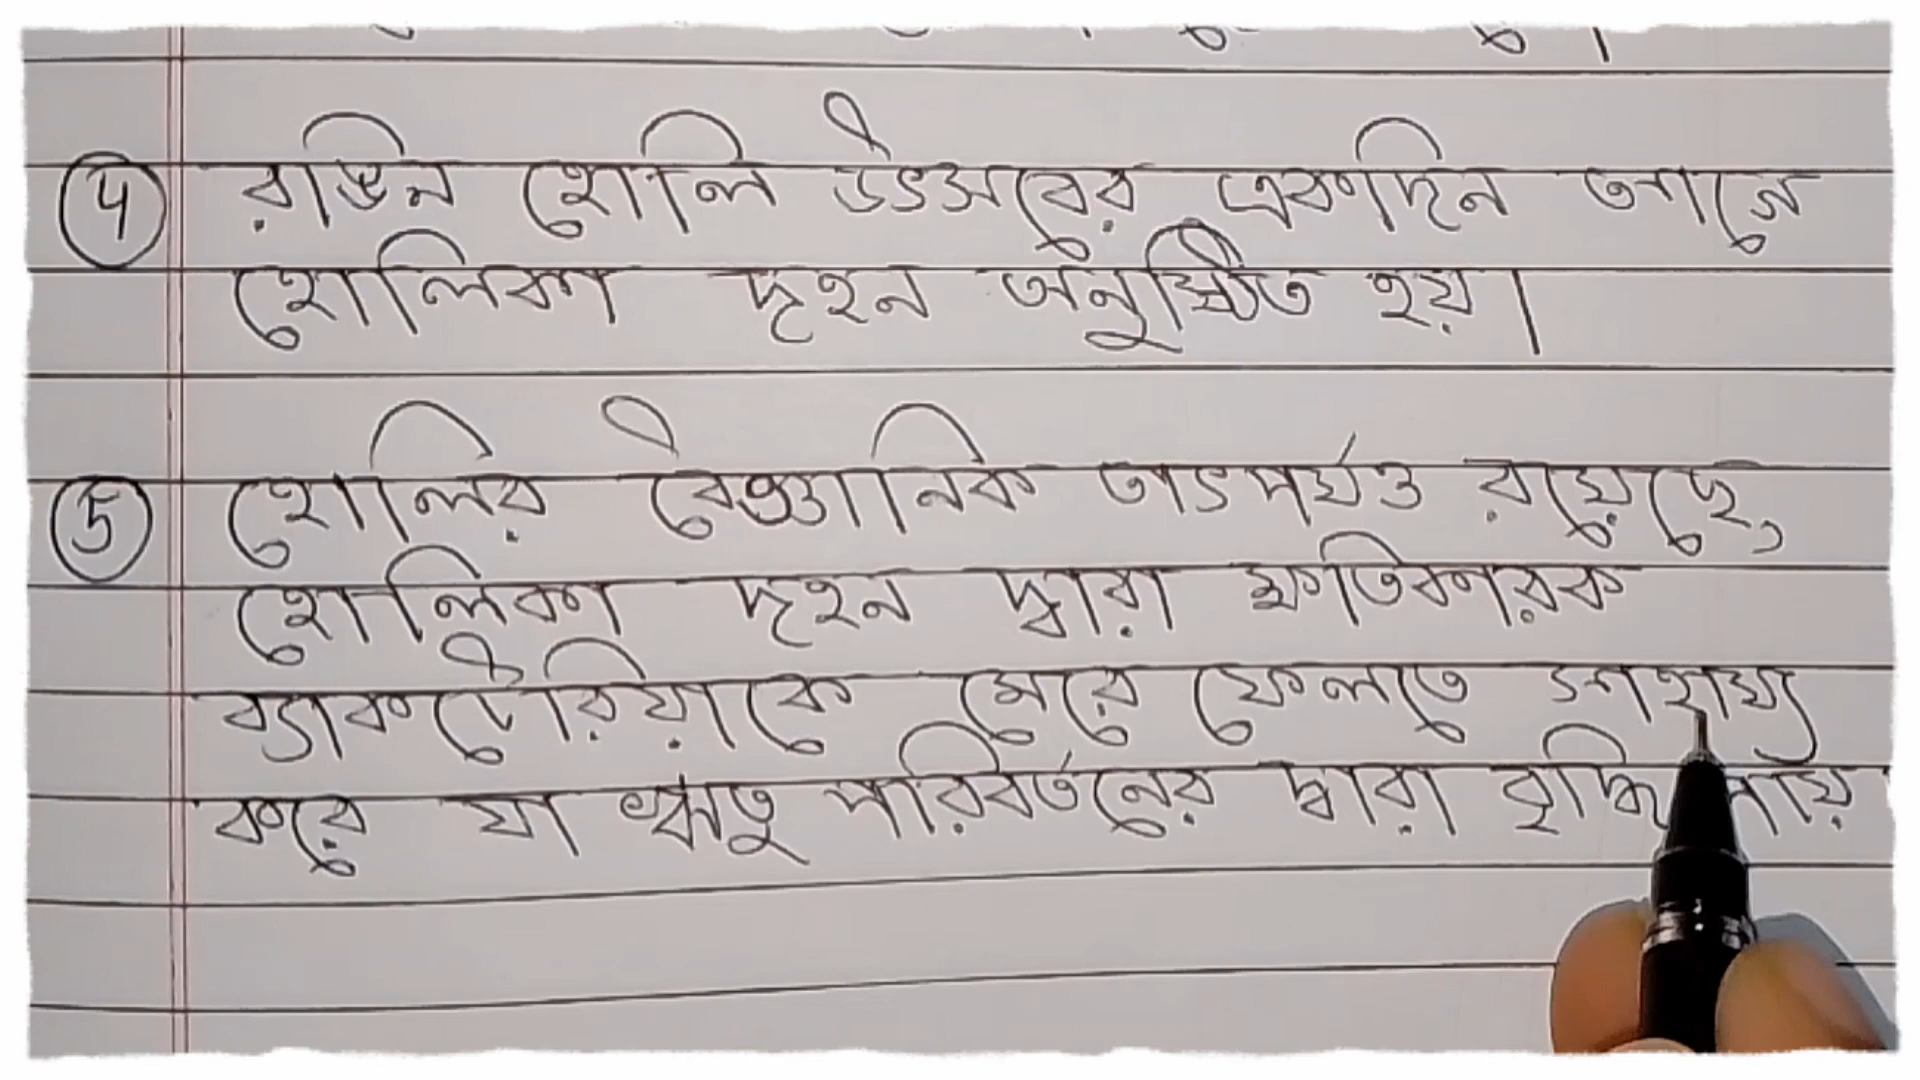 4 রঙিন হোলি উৎসবের একদিন আগে
হোলিকা দহন অনুষ্ঠিত হয়।
5 হোলির বৈজ্ঞানিক তাৎপর্যও রয়েছে,
হোলিকা দহন দ্বারা ক্ষতিকারক
ব্যাকটেরিয়াকে মেরে ফেলতে সাহায্য
করে যা ঋতু পরিবর্তনের দ্বারা বৃদ্ধি পায়